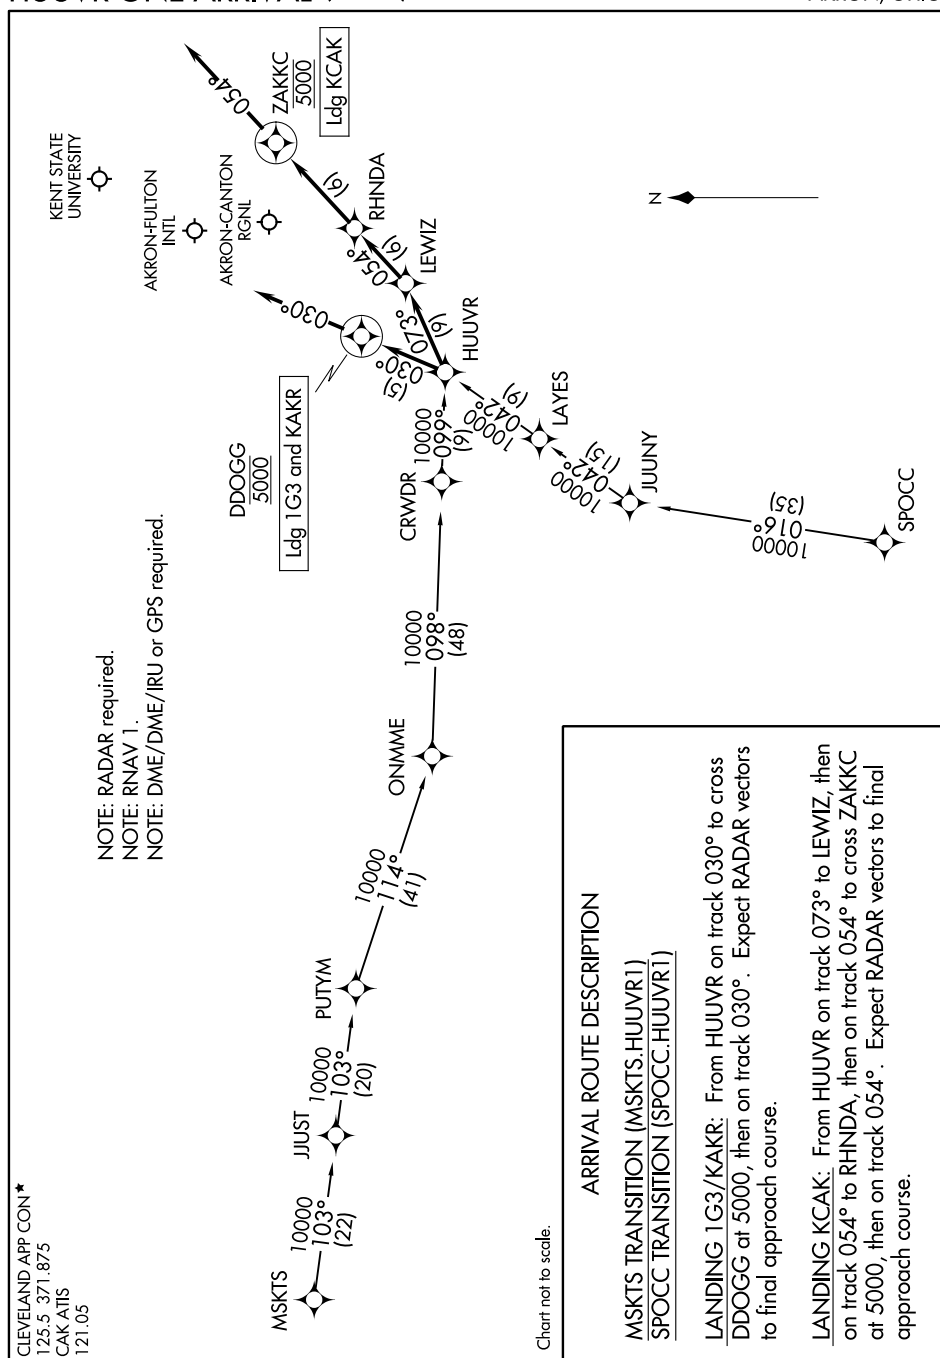 CLEVELAND APP CON★
125.5 371.875
CAK ATIS
121.05
NOTE: RADAR required.
NOTE: RNAV 1.
NOTE: DME/DME/IRU or GPS required.
KENT STATE
UNIVERSITY
AKRON-FULTON
INTL
AKRON-CANTON
RGNL
ZAKKC
5000
Ldg KCAK
054°
(6)
RHNDA
(6)
054°
LEWIZ
073°
(9)
HUUVR
030°
DDOGG
5000
Ldg 1G3 and KAKR
030°
(5)
10000
099°
(9)
CRWDR
10000
098°
(48)
ONMME
10000
114°
(41)
PUTYM
10000
103°
(20)
JJUST
10000
103°
(22)
MSKTS
10000
042°
(9)
LAYES
10000
042°
(15)
JUUNY
10000
016°
(35)
SPOCC
N
Chart not to scale.
ARRIVAL ROUTE DESCRIPTION
MSKTS TRANSITION (MSKTS.HUUVR1)
SPOCC TRANSITION (SPOCC.HUUVR1)
LANDING 1G3/KAKR: From HUUVR on track 030° to cross
DDOGG at 5000, then on track 030°. Expect RADAR vectors
to final approach course.
LANDING KCAK: From HUUVR on track 073° to LEWIZ, then
on track 054° to RHNDA, then on track 054° to cross ZAKKC
at 5000, then on track 054°. Expect RADAR vectors to final
approach course.